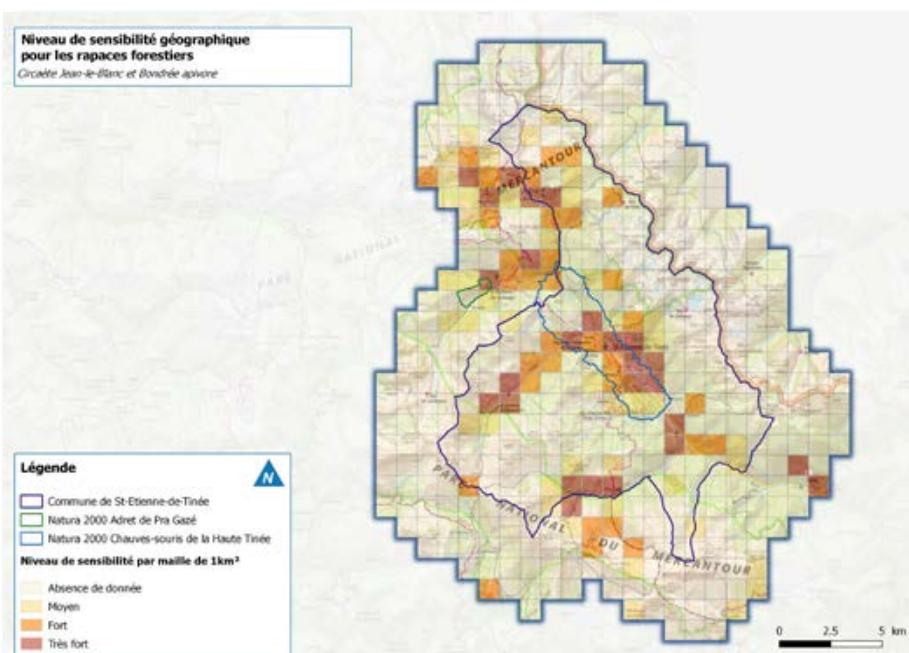 Niveau de sensibilité géographique
pour les rapaces forestiers
Circaète Jean-le-Blanc et Bondrée apivore
MERCANTOUR
PARC NATIONAL
PARC NATIONAL DU MERCANTOUR
Légende
N
Commune de St-Etienne-de-Tinée
Natura 2000 Adret de Pra Gazé
Natura 2000 Chauves-souris de la Haute Tinée
Niveau de sensibilité par maille de 1km²
Absence de donnée
Moyen
Fort
Très fort
0 2.5 5 km